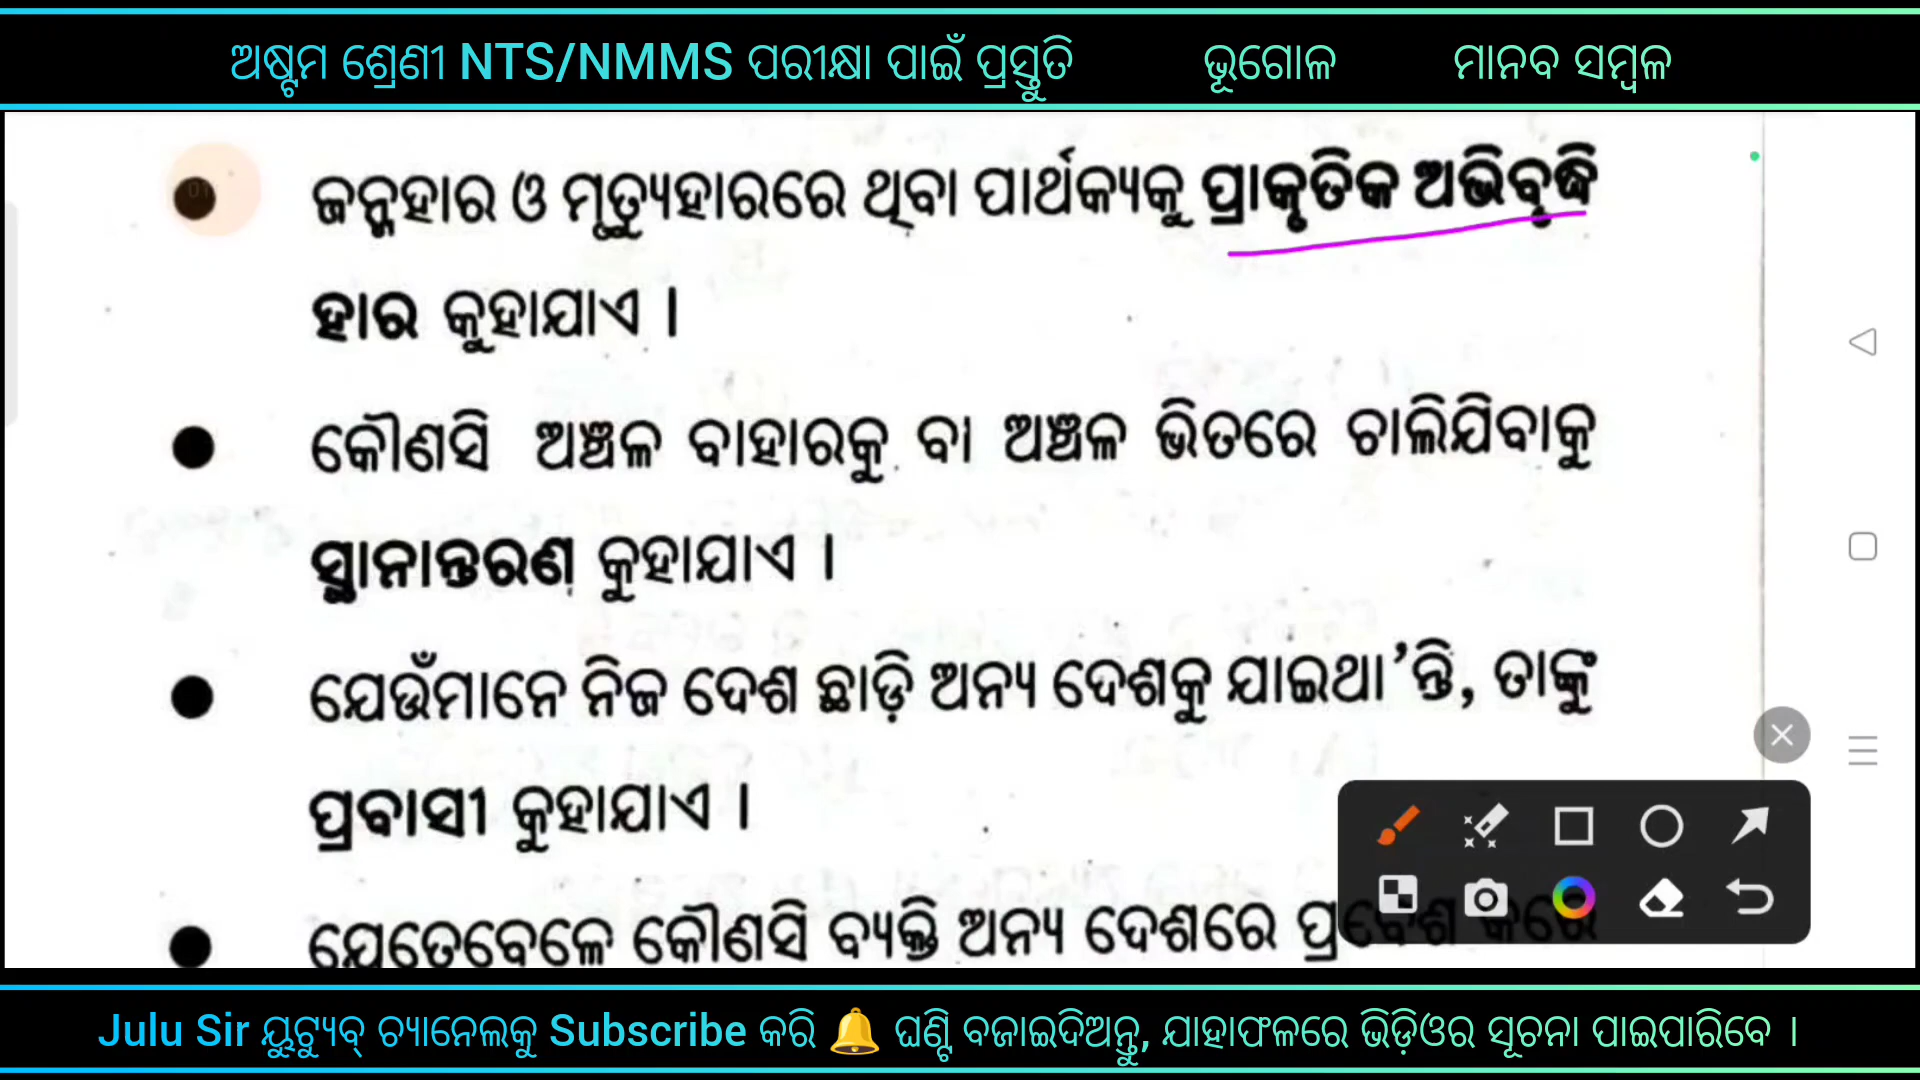 ଅଷ୍ଟମ ଶ୍ରେଣୀ NTS/NMMS ପରୀକ୍ଷା ପାଇଁ ପ୍ରସ୍ତୁତି ଭୂଗୋଳ ମାନବ ସମ୍ବଳ
● ଜନ୍ମହାର ଓ ମୃତ୍ୟୁହାରରେ ଥିବା ପାର୍ଥକ୍ୟକୁ ପ୍ରାକୃତିକ ଅଭିବୃଦ୍ଧି
ହାର କୁହାଯାଏ ।
● କୌଣସି ଅଞ୍ଚଳ ବାହାରକୁ ବା ଅଞ୍ଚଳ ଭିତରେ ଚାଲିଯିବାକୁ
ସ୍ଥାନାନ୍ତରଣ କୁହାଯାଏ ।
● ଯେଉଁମାନେ ନିଜ ଦେଶ ଛାଡ଼ି ଅନ୍ୟ ଦେଶକୁ ଯାଇଥା'ନ୍ତି, ତାଙ୍କୁ
ପ୍ରବାସୀ କୁହାଯାଏ ।
● ଯେତେବେଳେ କୌଣସି ବ୍ୟକ୍ତି ଅନ୍ୟ ଦେଶରେ ପ୍ରବେଶ କରେ
Julu Sir ୟୁଟ୍ୟୁବ୍ ଚ୍ୟାନେଲକୁ Subscribe କରି 🔔 ଘଣ୍ଟି ବଜାଇଦିଅନ୍ତୁ, ଯାହାଫଳରେ ଭିଡ଼ିଓର ସୂଚନା ପାଇପାରିବେ ।